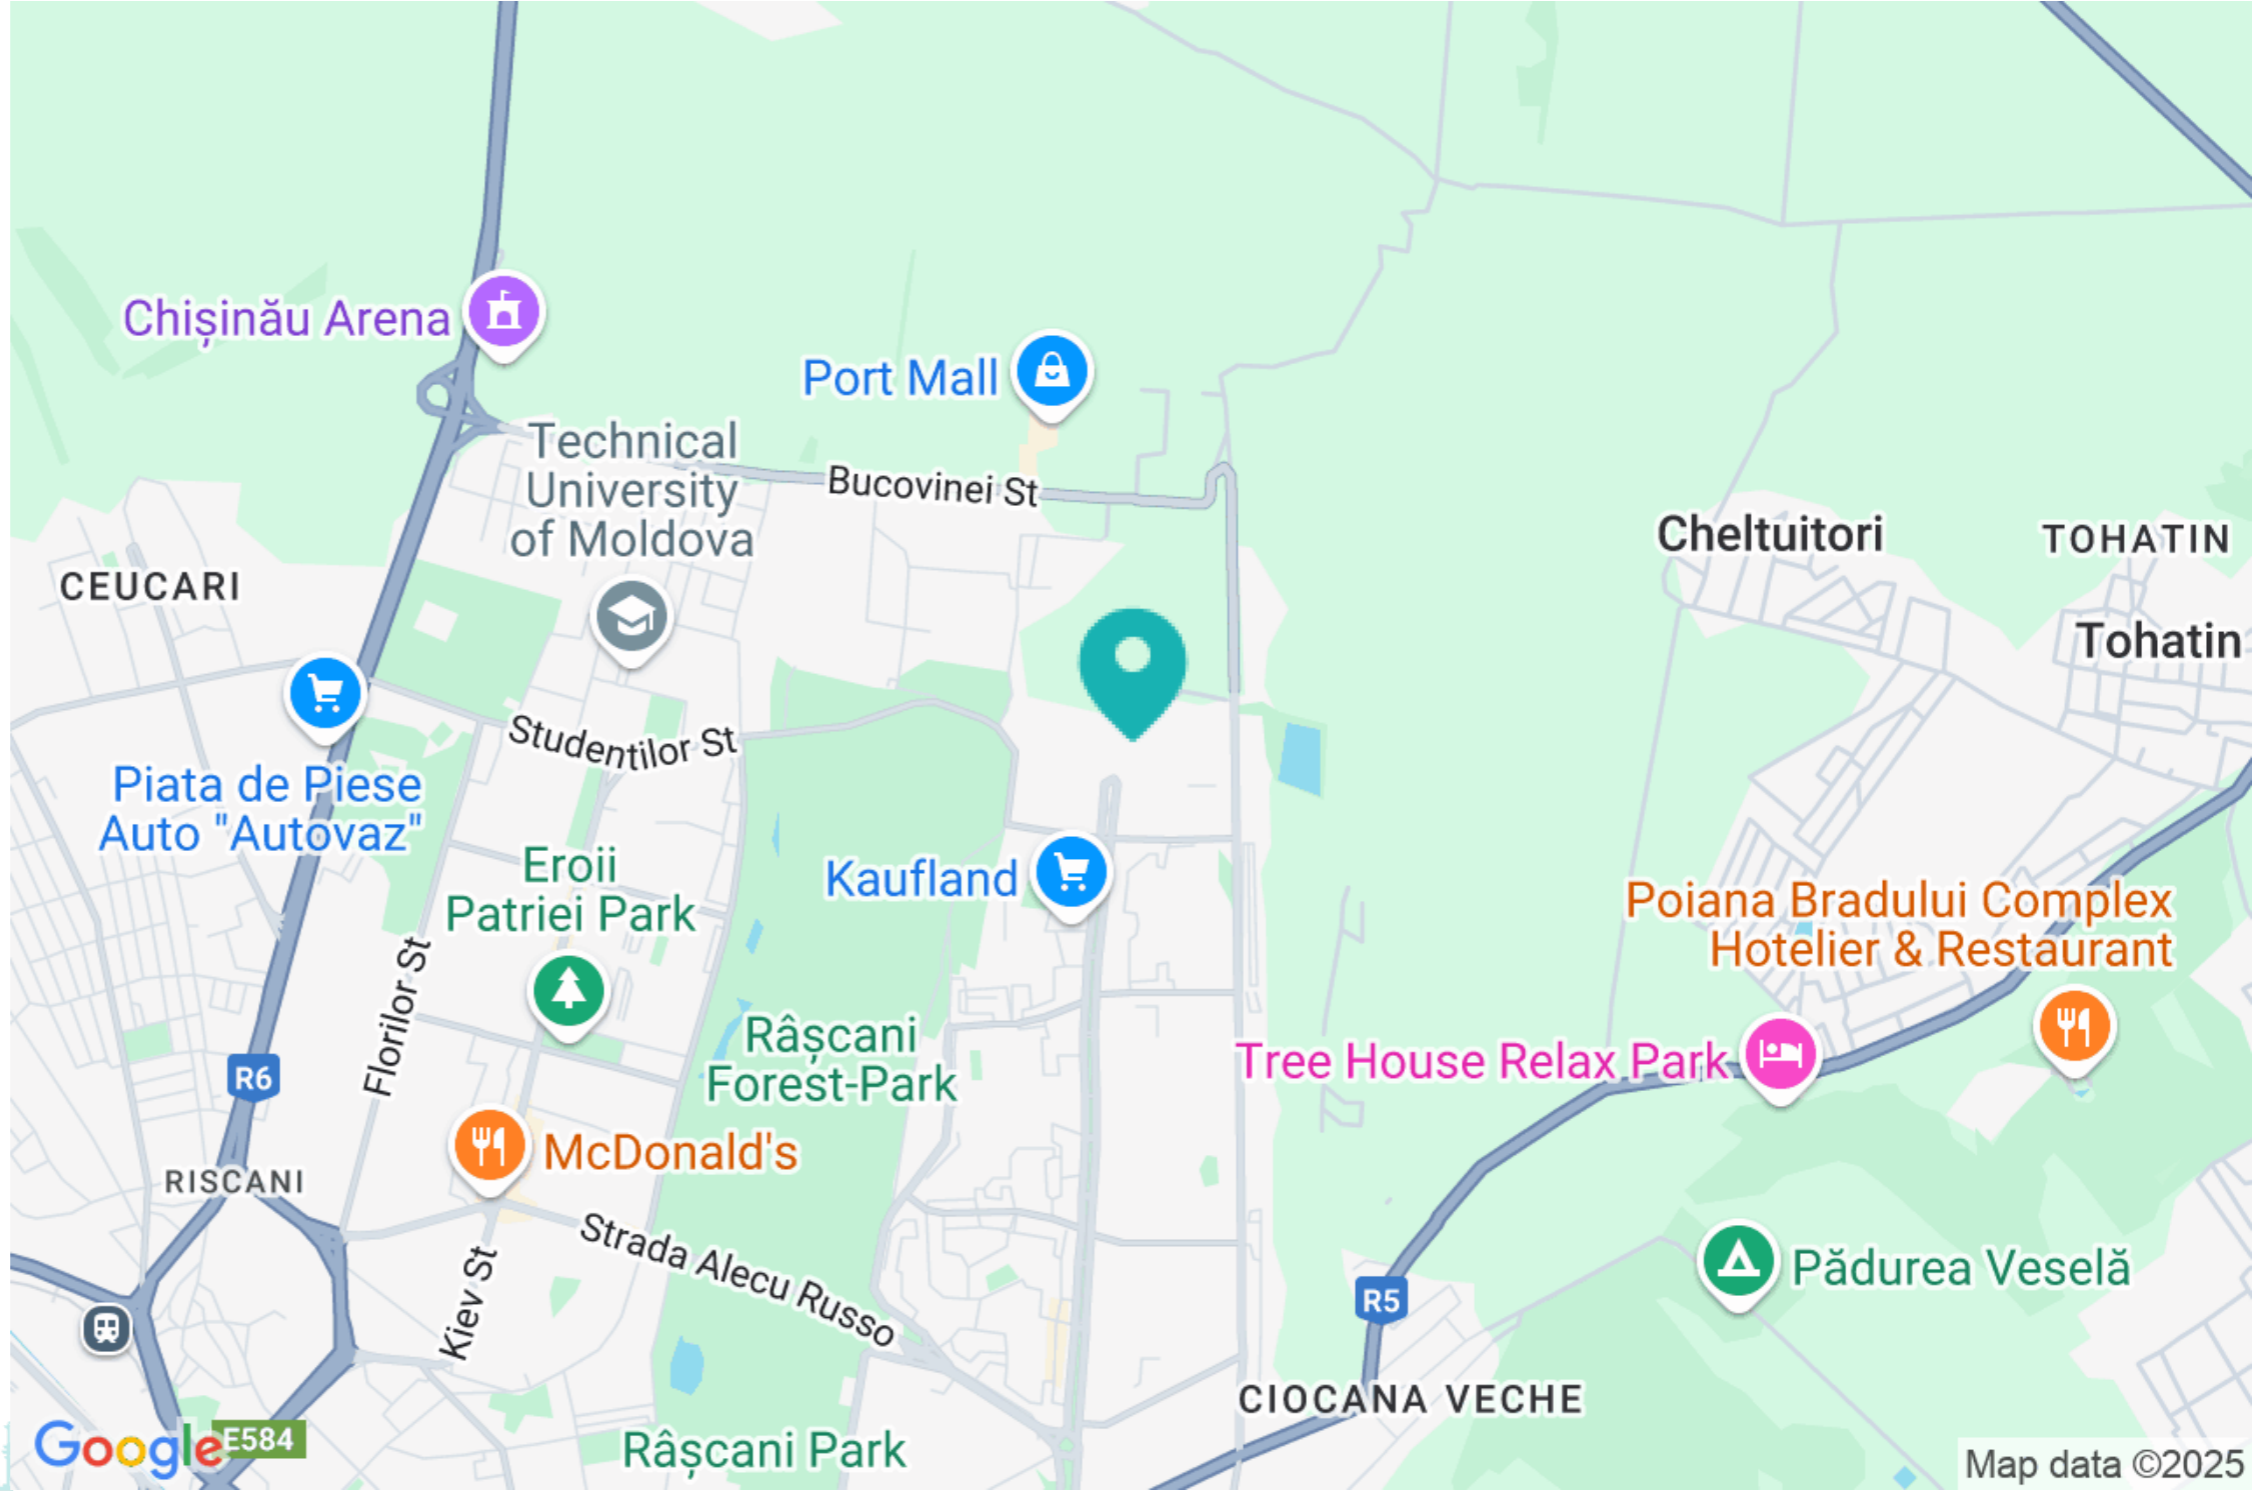 Chișinău Arena
Port Mall
Technical
University
of Moldova
Bucovinei St
Cheltuitori
TOHATIN
CEUCARI
Tohatin
Studentilor St
Piata de Piese
Auto "Autovaz"
Eroii
Patriei Park
Kaufland
Poiana Bradului Complex
Hotelier & Restaurant
Florilor St
Râșcani
Forest-Park
Tree House Relax Park
R6
McDonald's
RISCANI
Strada Alecu Russo
Kiev St
Pădurea Veselă
R5
CIOCANA VECHE
Google
E584
Râșcani Park
Map data ©2025